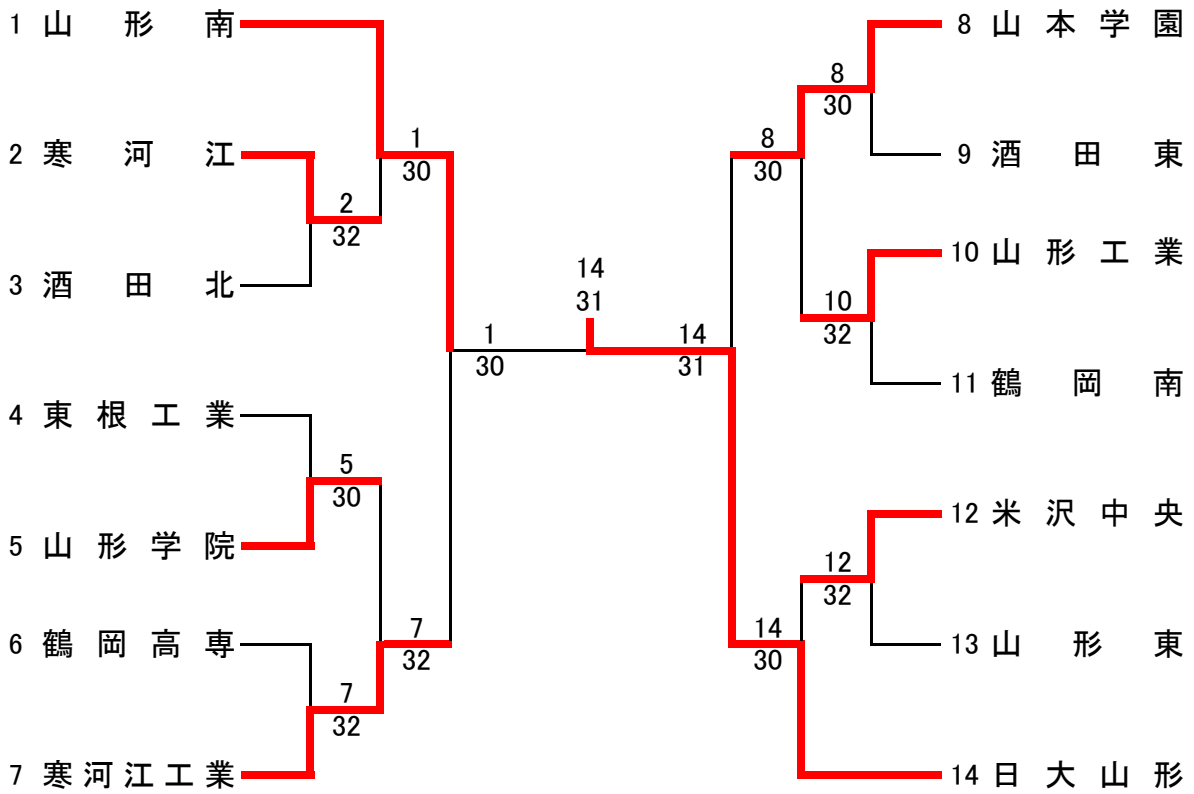 1 山形南
2 寒河江
3 酒田北
4 東根工業
5 山形学院
6 鶴岡高専
7 寒河江工業
2
32
1
30
5
30
7
32
7
32
1
30
14
31
14
31
8
30
14
30
8
30
10
32
12
32
8 山本学園
9 酒田東
10 山形工業
11 鶴岡南
12 米沢中央
13 山形東
14 日大山形